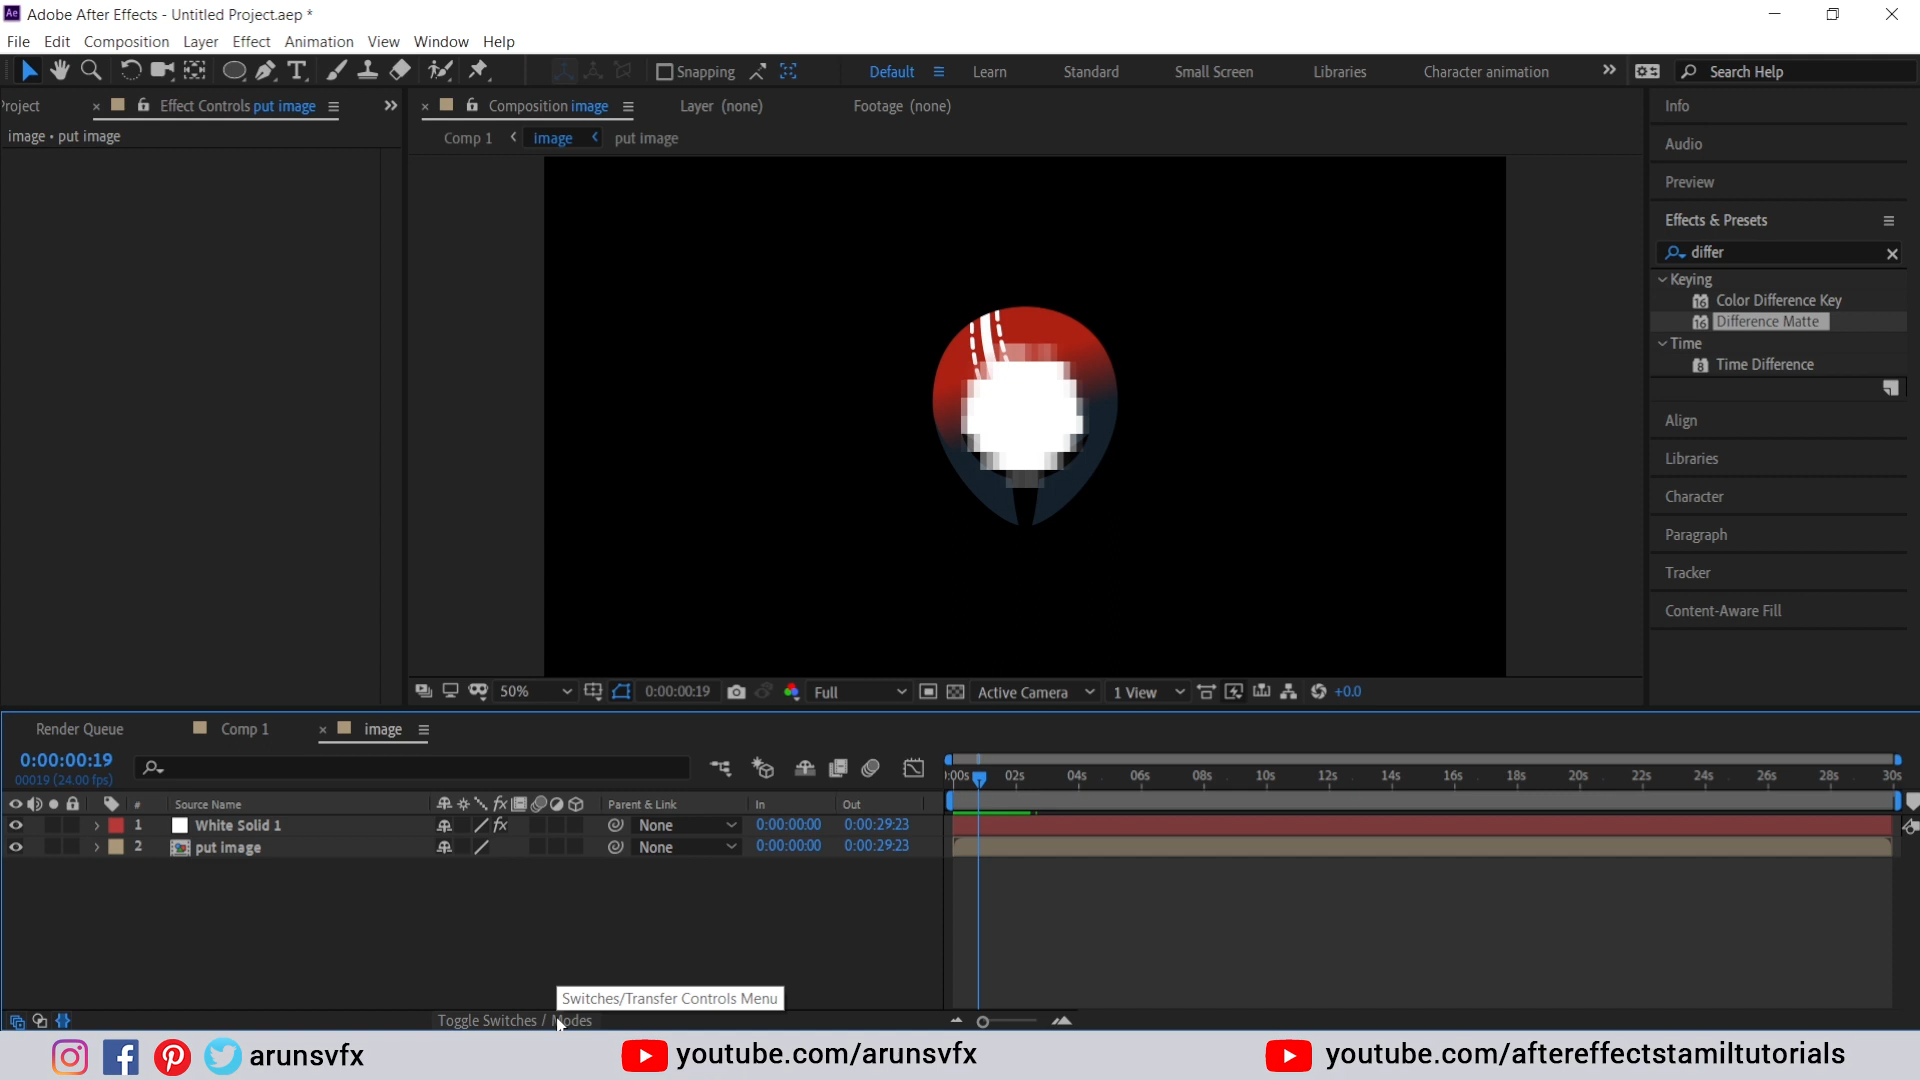 Adobe After Effects - Untitled Project.aep *
File Edit Composition Layer Effect Animation View Window Help
Snapping Default Learn Standard Small Screen Libraries Character animation Search Help
Project Effect Controls put image Composition image Layer (none) Footage (none) Info
image • put image Comp 1 image put image
Audio
Preview
Effects & Presets
differ
Keying
16 Color Difference Key
16 Difference Matte
Time
8 Time Difference
Align
Libraries
Character
Paragraph
Tracker
Content-Aware Fill
50% 0:00:00:19 Full Active Camera 1 View +0.0
Render Queue Comp 1 image
0:00:00:19
00019 (24.00 fps)
:00s 02s 04s 06s 08s 10s 12s 14s 16s 18s 20s 22s 24s 26s 28s 30s
# Source Name fx Parent & Link In Out
1 White Solid 1 fx None 0:00:00:00 0:00:29:23
2 put image None 0:00:00:00 0:00:29:23
Switches/Transfer Controls Menu
Toggle Switches / Modes
arunsvfx youtube.com/arunsvfx youtube.com/aftereffectstamiltutorials